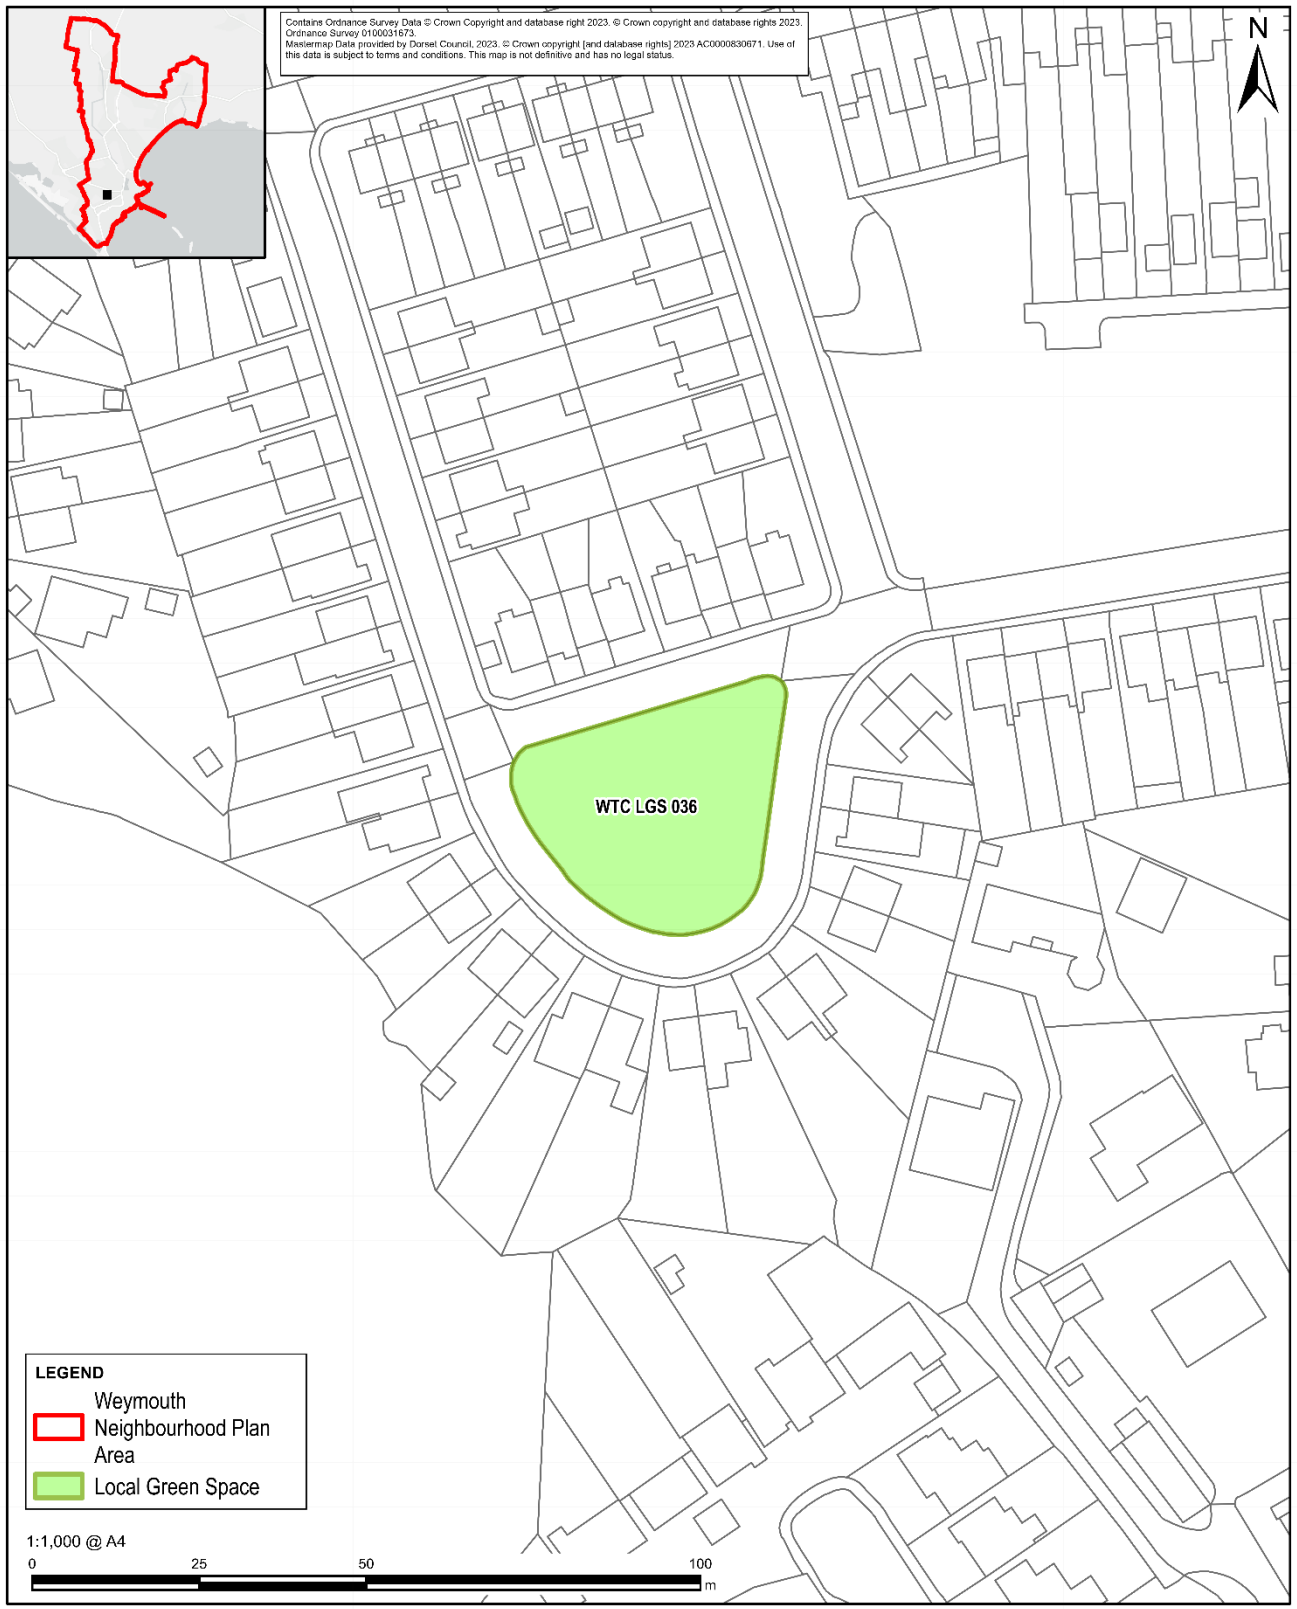 Contains Ordnance Survey Data © Crown Copyright and database right 2023. © Crown copyright and database rights 2023.
Ordnance Survey 0100031673.
Mastermap Data provided by Dorset Council, 2023. © Crown copyright [and database rights] 2023 AC0000830671. Use of
this data is subject to terms and conditions. This map is not definitive and has no legal status.
N
WTC LGS 036
LEGEND
Weymouth
Neighbourhood Plan
Area
Local Green Space
1:1,000 @ A4
0 25 50 100
m